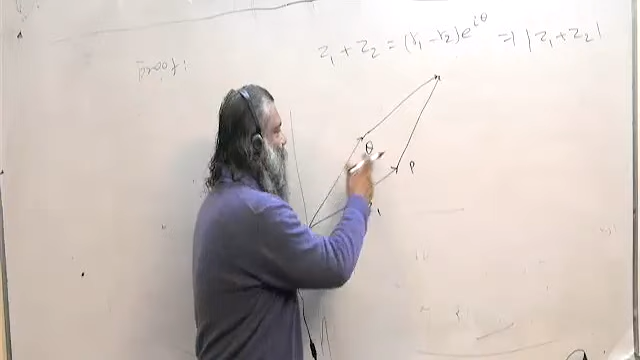 z₁ + z₂ = (r₁ - r₂)e^{iθ} ⇒ |z₁ + z₂|
Proof:
Q
P